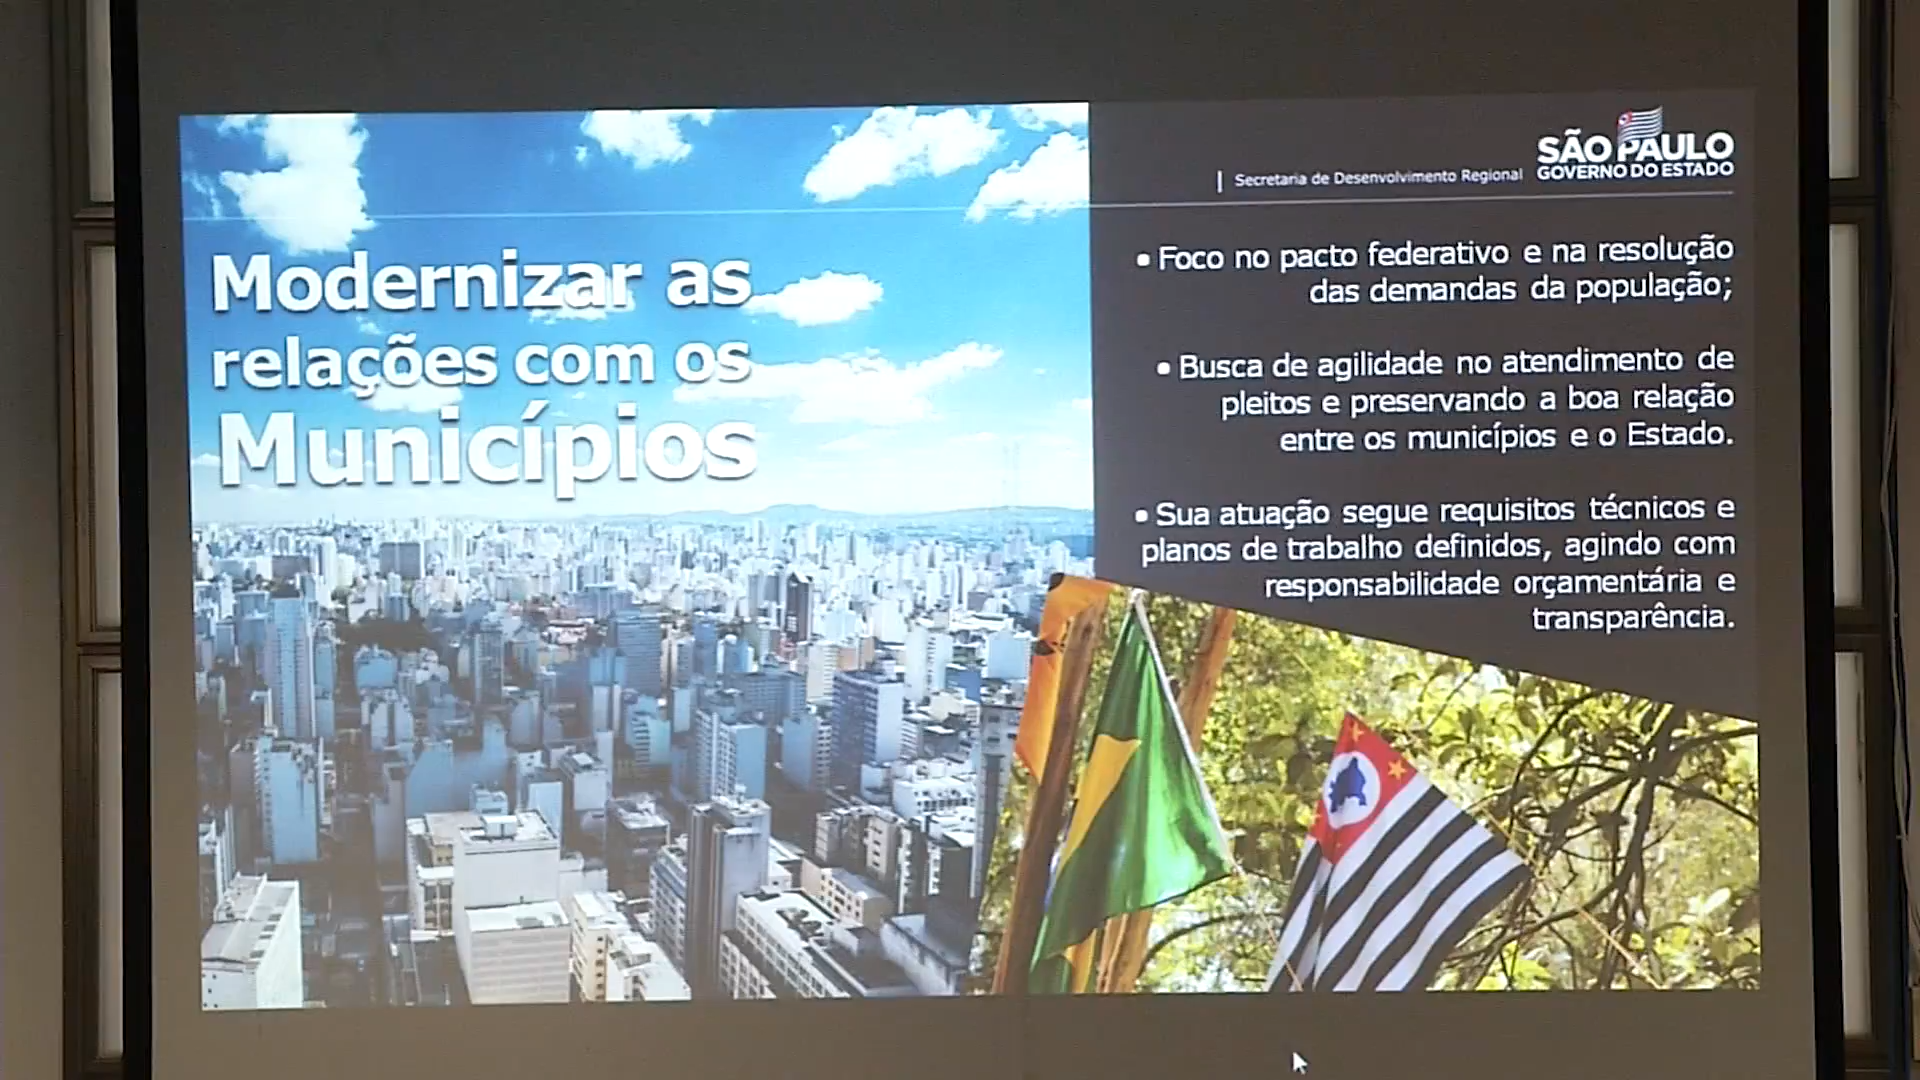 Modernizar as
relações com os
Municípios
| Secretaria de Desenvolvimento Regional
SÃO PAULO
GOVERNO DO ESTADO
• Foco no pacto federativo e na resolução
das demandas da população;
• Busca de agilidade no atendimento de
pleitos e preservando a boa relação
entre os municípios e o Estado.
• Sua atuação segue requisitos técnicos e
planos de trabalho definidos, agindo com
responsabilidade orçamentária e
transparência.